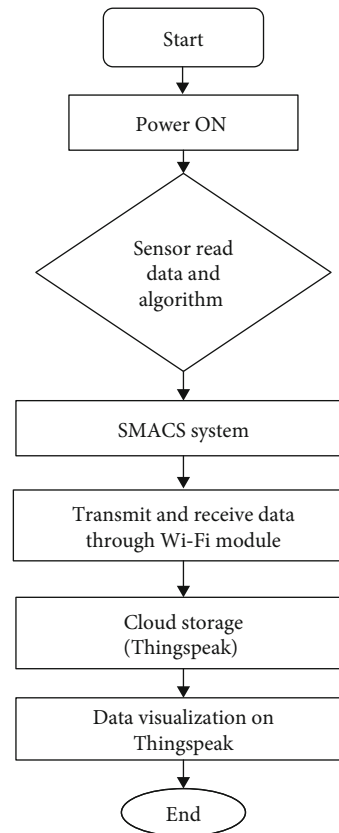 Start
Power ON
Sensor read
data and
algorithm
SMACS system
Transmit and receive data
through Wi-Fi module
Cloud storage
(Thingspeak)
Data visualization on
Thingspeak
End